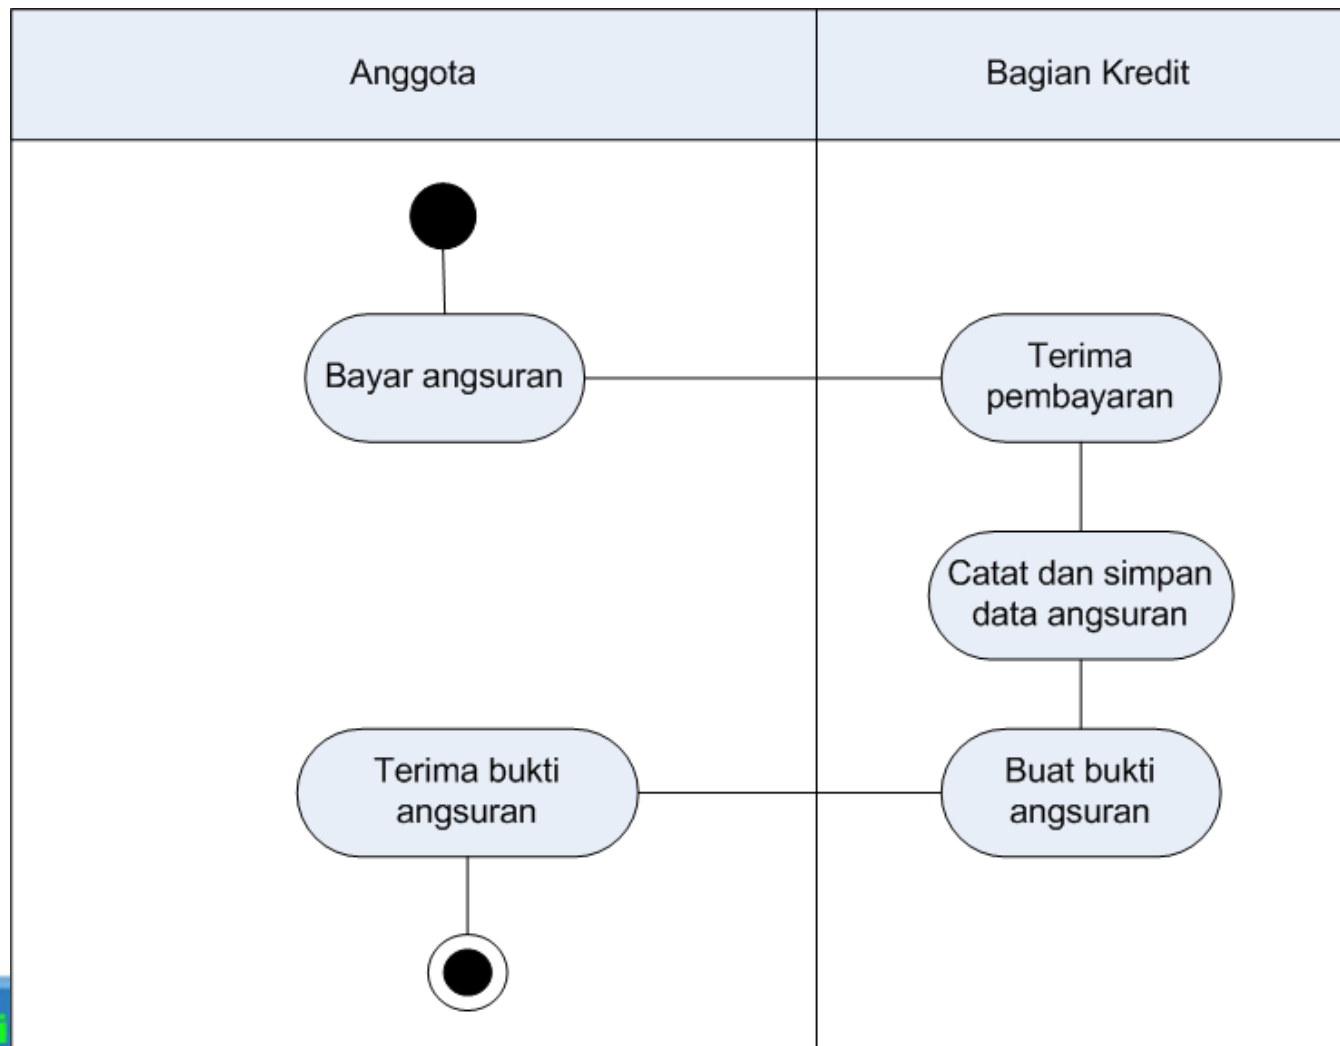 Anggota
Bagian Kredit
Bayar angsuran
Terima
pembayaran
Catat dan simpan
data angsuran
Buat bukti
angsuran
Terima bukti
angsuran